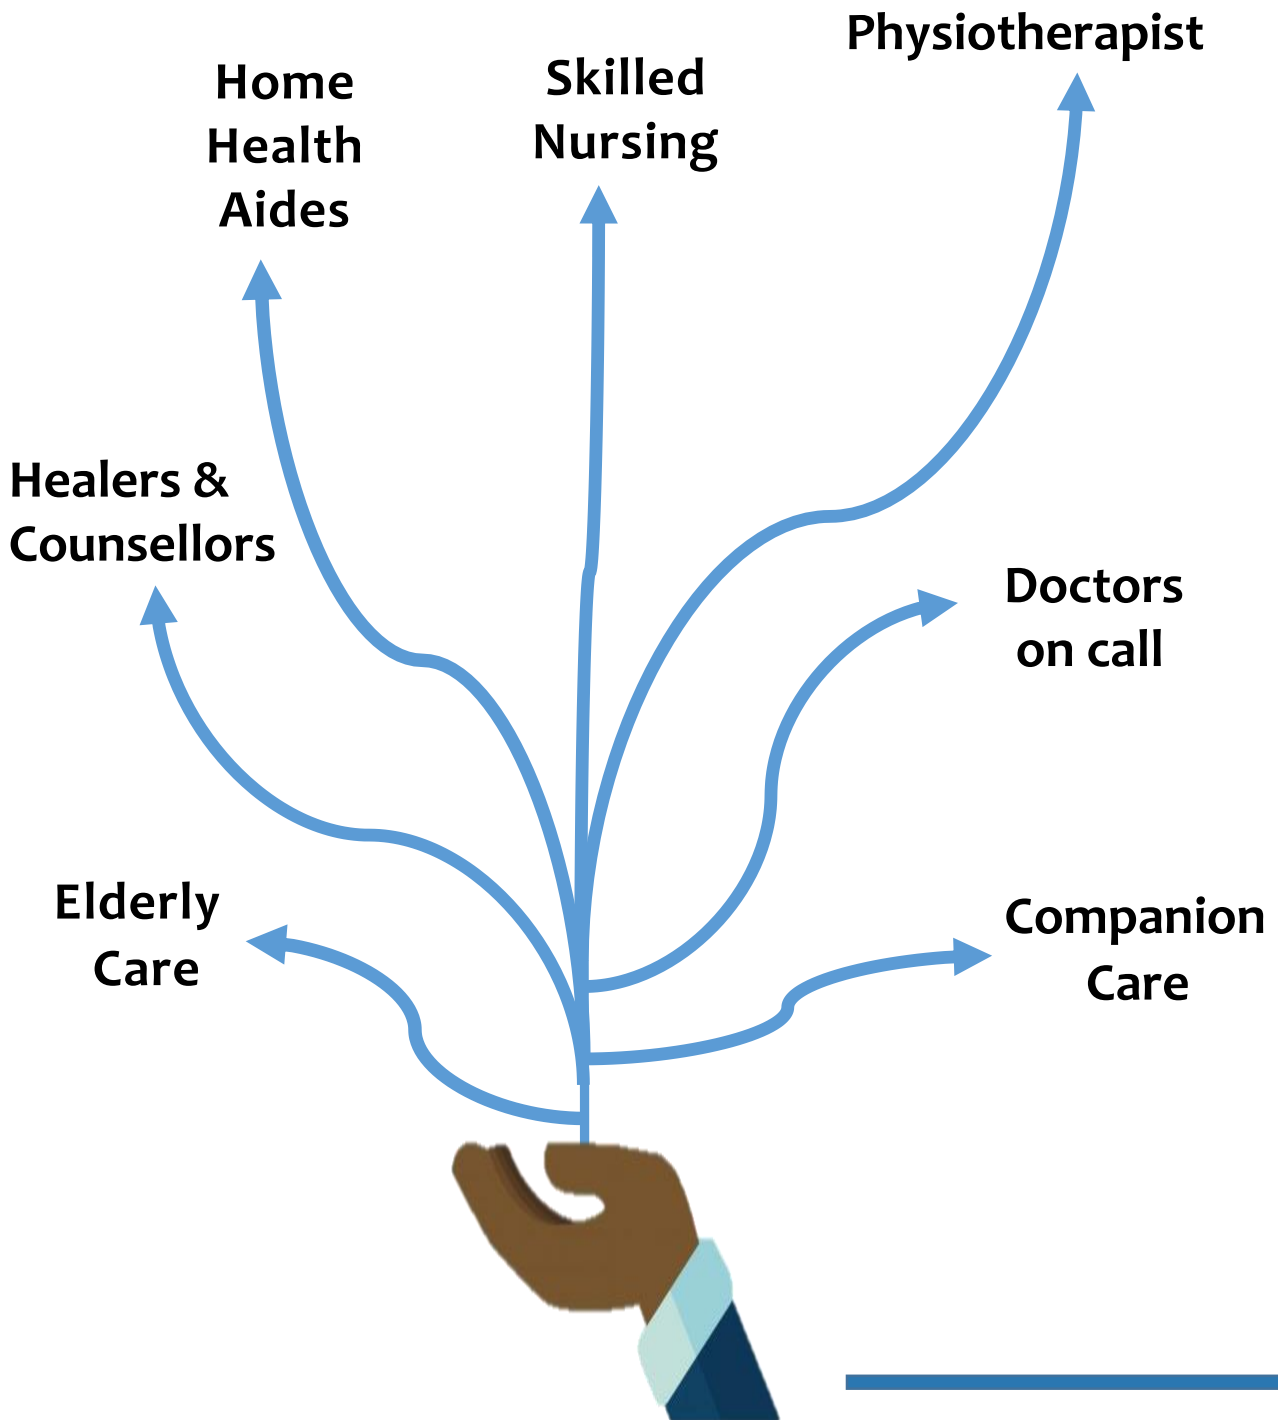 Physiotherapist
Home
Health
Aides
Skilled
Nursing
Healers &
Counsellors
Doctors
on call
Elderly
Care
Companion
Care